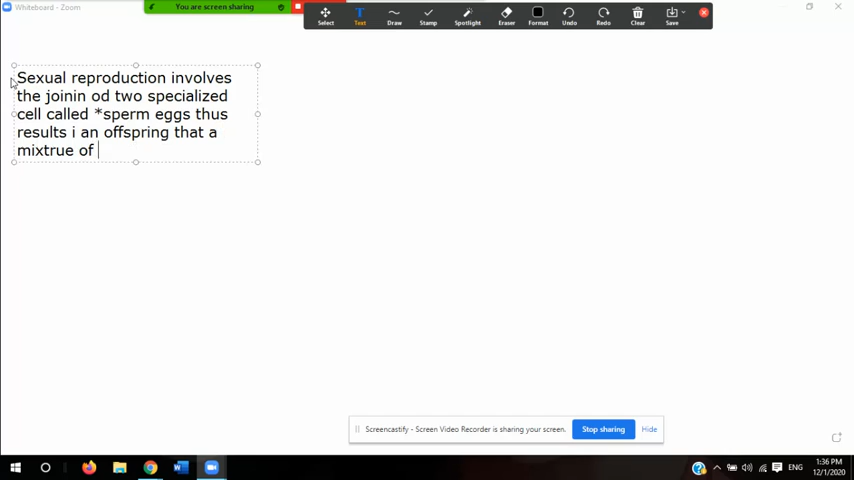 Whiteboard - Zoom
You are screen sharing
Select
Text
Draw
Stamp
Spotlight
Eraser
Format
Undo
Redo
Clear
Save
Sexual reproduction involves
the joinin od two specialized
cell called *sperm eggs thus
results i an offspring that a
mixtrue of
Screencastify - Screen Video Recorder is sharing your screen.
Stop sharing
Hide
ENG
1:36 PM
12/1/2020